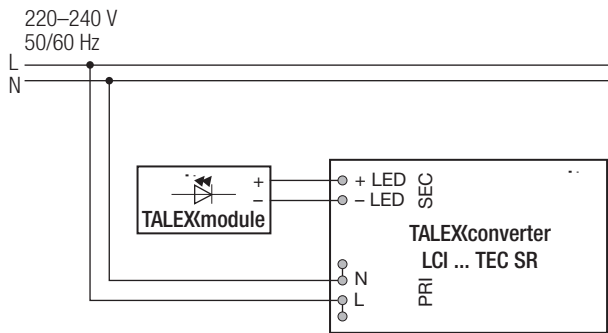 220–240 V
50/60 Hz
L
N
+
–
TALEXmodule
+ LED
– LED
SEC
TALEXconverter
LCI ... TEC SR
N
L
PRI